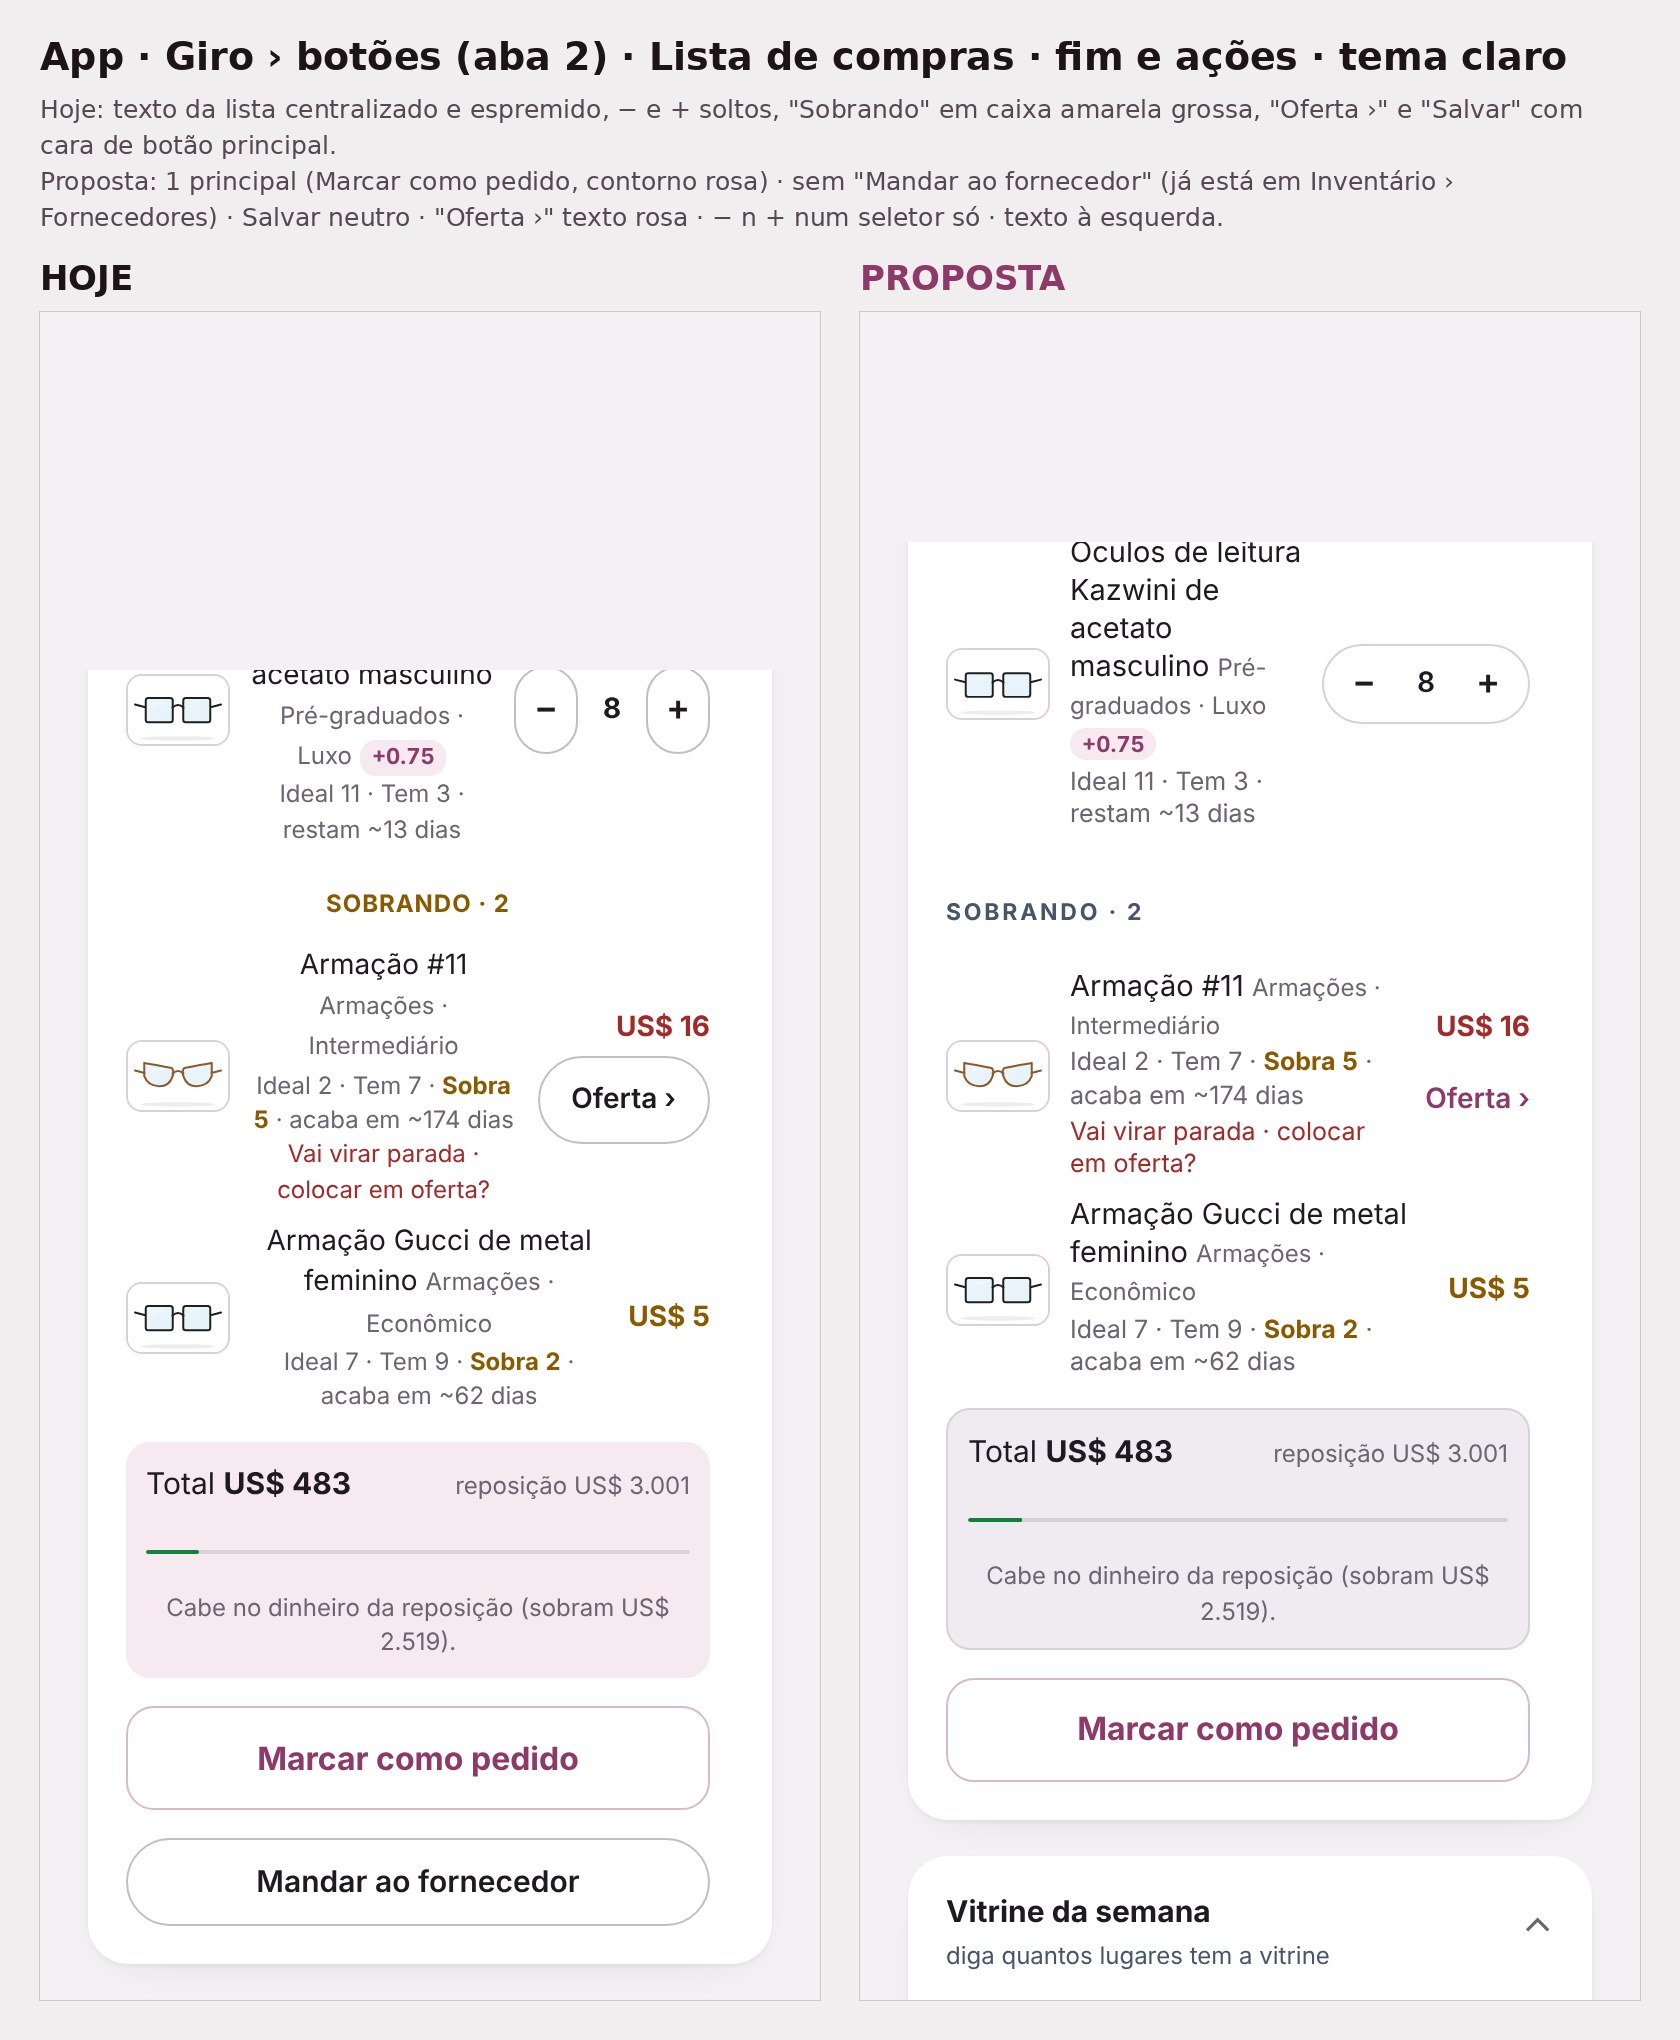 App · Giro › botões (aba 2) · Lista de compras · fim e ações · tema claro
Hoje: texto da lista centralizado e espremido, − e + soltos, "Sobrando" em caixa amarela grossa, "Oferta ›" e "Salvar" com
cara de botão principal.
Proposta: 1 principal (Marcar como pedido, contorno rosa) · sem "Mandar ao fornecedor" (já está em Inventário ›
Fornecedores) · Salvar neutro · "Oferta ›" texto rosa · − n + num seletor só · texto à esquerda.
HOJE
acetato masculino
Pré-graduados ·
Luxo +0.75
Ideal 11 · Tem 3 ·
restam ~13 dias
− 8 +
SOBRANDO · 2
Armação #11
Armações ·
Intermediário
Ideal 2 · Tem 7 · Sobra
5 · acaba em ~174 dias
Vai virar parada ·
colocar em oferta?
US$ 16
Oferta ›
Armação Gucci de metal
feminino Armações ·
Econômico
Ideal 7 · Tem 9 · Sobra 2 ·
acaba em ~62 dias
US$ 5
Total US$ 483 reposição US$ 3.001
Cabe no dinheiro da reposição (sobram US$
2.519).
Marcar como pedido
Mandar ao fornecedor
PROPOSTA
Óculos de leitura
Kazwini de
acetato
masculino Pré-
graduados · Luxo
+0.75
Ideal 11 · Tem 3 ·
restam ~13 dias
− 8 +
SOBRANDO · 2
Armação #11 Armações ·
Intermediário
Ideal 2 · Tem 7 · Sobra 5 ·
acaba em ~174 dias
Vai virar parada · colocar
em oferta?
US$ 16
Oferta ›
Armação Gucci de metal
feminino Armações ·
Econômico
Ideal 7 · Tem 9 · Sobra 2 ·
acaba em ~62 dias
US$ 5
Total US$ 483 reposição US$ 3.001
Cabe no dinheiro da reposição (sobram US$
2.519).
Marcar como pedido
Vitrine da semana
diga quantos lugares tem a vitrine